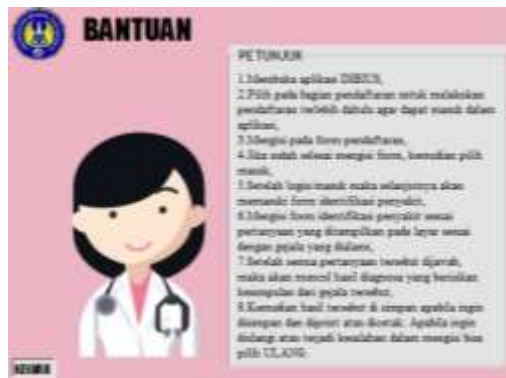 BANTUAN
PETUNJUK
1.Membuka aplikasi
2.Pilih pada bagian pendaftaran untuk melakukan
pendaftaran terlebih dahulu agar dapat masuk dalam
aplikasi,
3.Mengisi pada form pendaftaran,
4.Jika sudah selesai mengisi form, kemudian pilih
masuk,
5.Setelah login masuk maka selanjutnya akan
memasuki form identifikasi penyakit,
6.Mengisi form identifikasi penyakit sesuai
pertanyaan yang ditampilkan pada layar sesuai
dengan gejala yang dialami,
7.Setelah semua pertanyaan tersebut dijawab,
maka akan muncul hasil diagnosa yang berisikan
kesimpulan dari gejala tersebut,
8.Kemudian hasil tersebut di simpan apabila ingin
disimpan dan diprint atau dicetak. Apabila ingin
diulangi atau terjadi kesalahan dalam mengisi bisa
pilih ULANG.